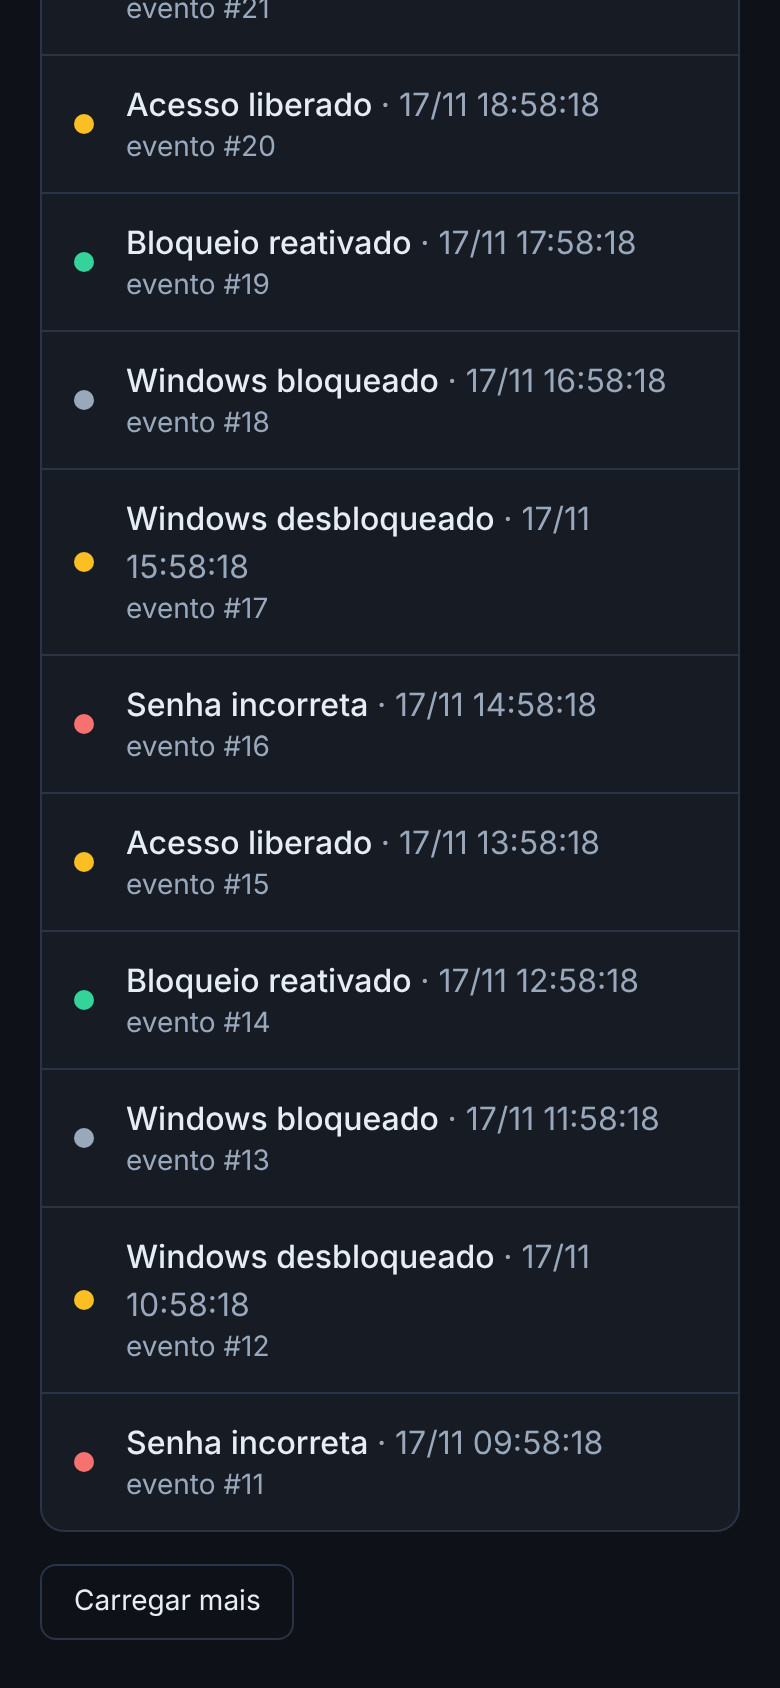 evento #21
Acesso liberado · 17/11 18:58:18
evento #20
Bloqueio reativado · 17/11 17:58:18
evento #19
Windows bloqueado · 17/11 16:58:18
evento #18
Windows desbloqueado · 17/11
15:58:18
evento #17
Senha incorreta · 17/11 14:58:18
evento #16
Acesso liberado · 17/11 13:58:18
evento #15
Bloqueio reativado · 17/11 12:58:18
evento #14
Windows bloqueado · 17/11 11:58:18
evento #13
Windows desbloqueado · 17/11
10:58:18
evento #12
Senha incorreta · 17/11 09:58:18
evento #11
Carregar mais